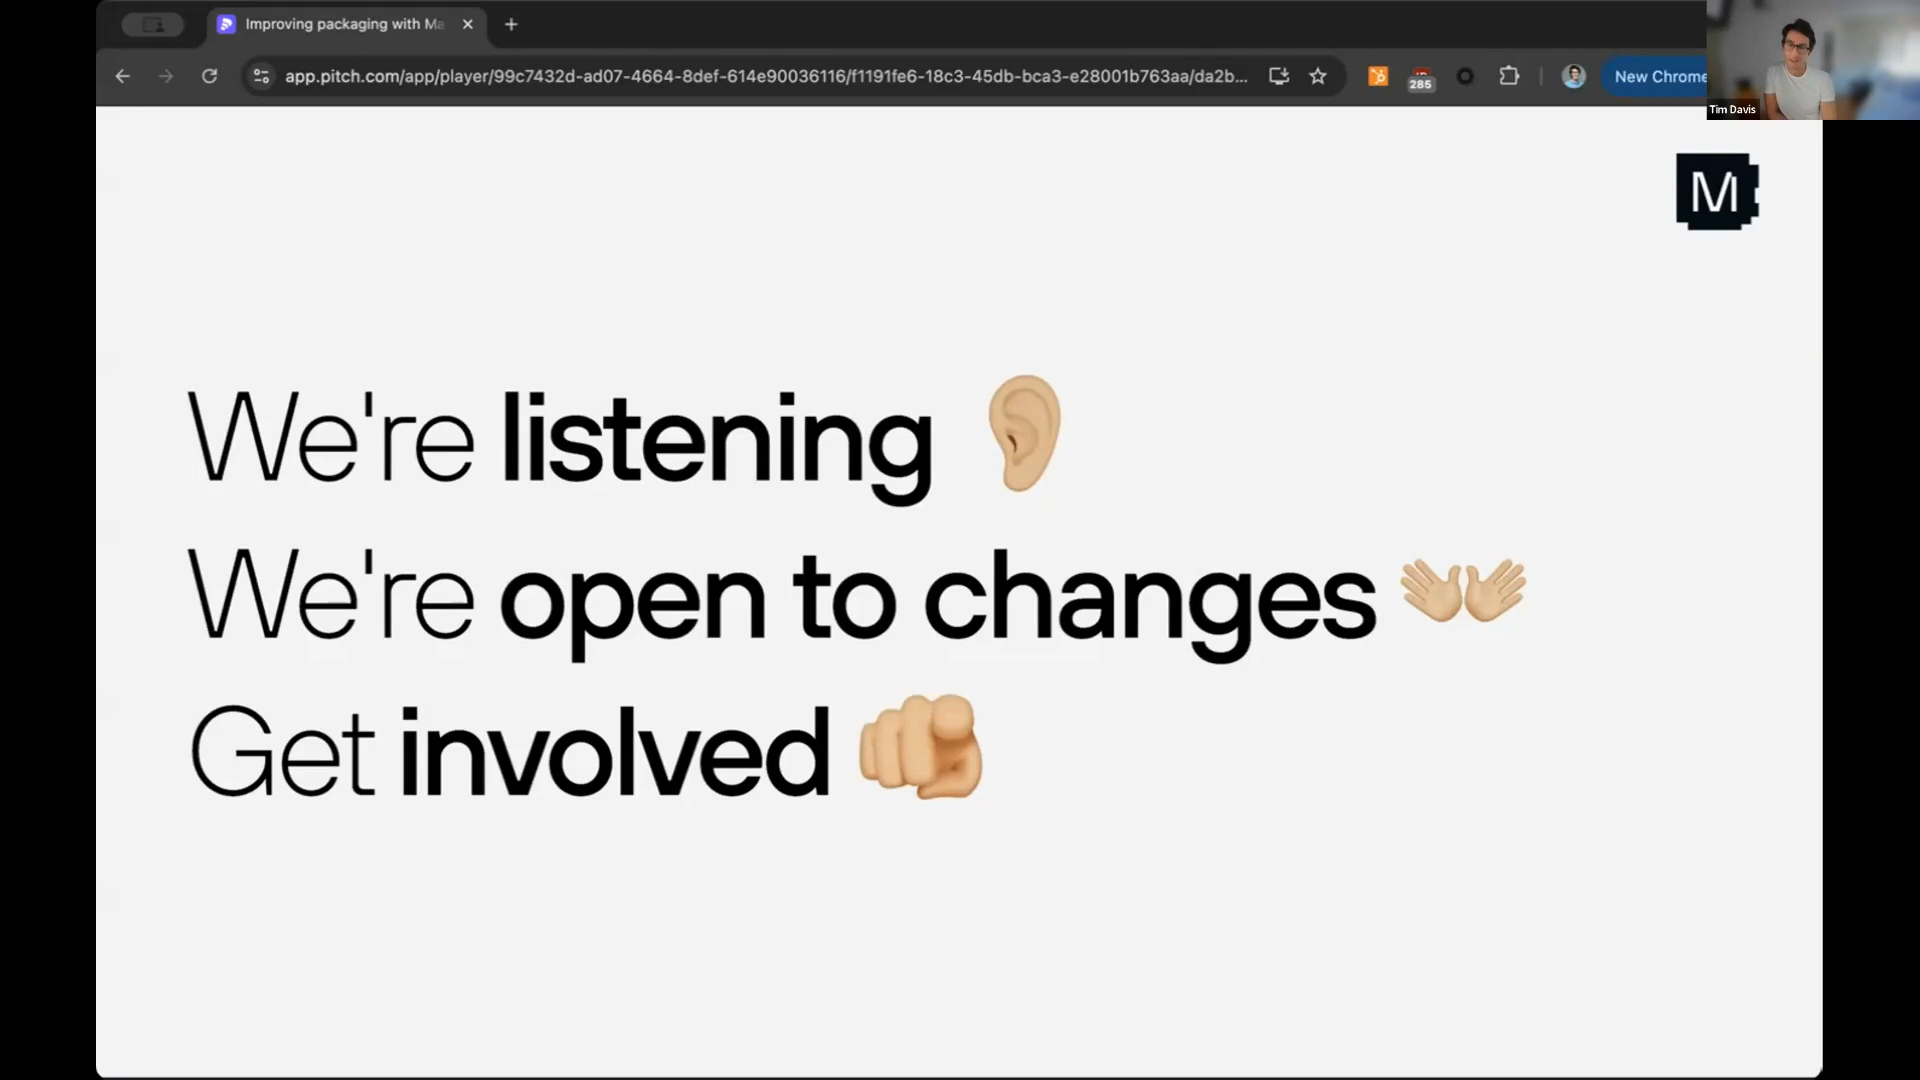 Improving packaging with Ma
app.pitch.com/app/player/99c7432d-ad07-4664-8def-614e90036116/f1191fe6-18c3-45db-bca3-e28001b763aa/da2b...
285
New Chrome
Tim Davis
M
We're listening
We're open to changes
Get involved